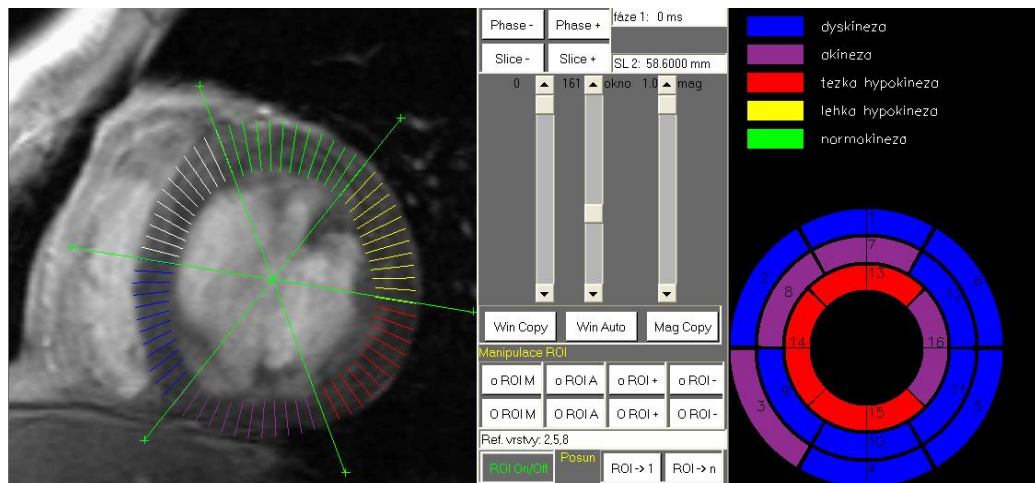 Phase - Phase + fáze 1: 0 ms
Slice - Slice + SL 2: 58.6000 mm
0 161 okno 1.0 mag
Win Copy Win Auto Mag Copy
Manipulace ROI
o ROI M o ROI A o ROI + o ROI -
O ROI M O ROI A O ROI + O ROI -
Ref. vrstvy: 2,5,8
ROI On/Off Posun ROI -> 1 ROI -> n
dyskineza
akineza
tezka hypokineza
lehka hypokineza
normokineza
1
7
2 13 6
8 12
14 16
3 9 11 5
15
10
4